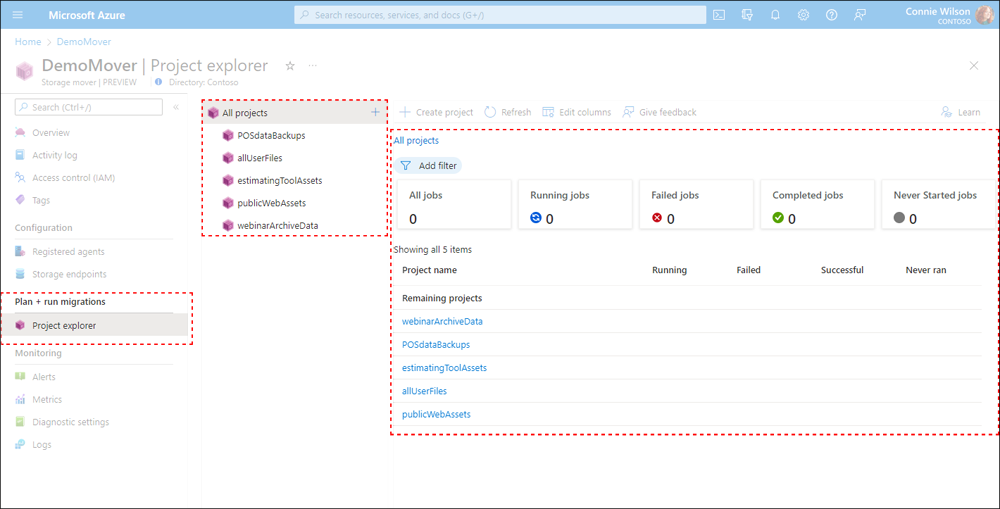 Microsoft Azure
Search resources, services, and docs (G+/)
Connie Wilson
CONTOSO
Home > DemoMover
DemoMover | Project explorer
Storage mover | PREVIEW
Directory: Contoso
Search (Ctrl+/)
Overview
Activity log
Access control (IAM)
Tags
Configuration
Registered agents
Storage endpoints
Plan + run migrations
Project explorer
Monitoring
Alerts
Metrics
Diagnostic settings
Logs
All projects
POSdataBackups
allUserFiles
estimatingToolAssets
publicWebAssets
webinarArchiveData
Create project Refresh Edit columns Give feedback Learn
All projects
Add filter
All jobs Running jobs Failed jobs Completed jobs Never Started jobs
0 0 0 0 0
Showing all 5 items
Project name Running Failed Successful Never ran
Remaining projects
webinarArchiveData
POSdataBackups
estimatingToolAssets
allUserFiles
publicWebAssets